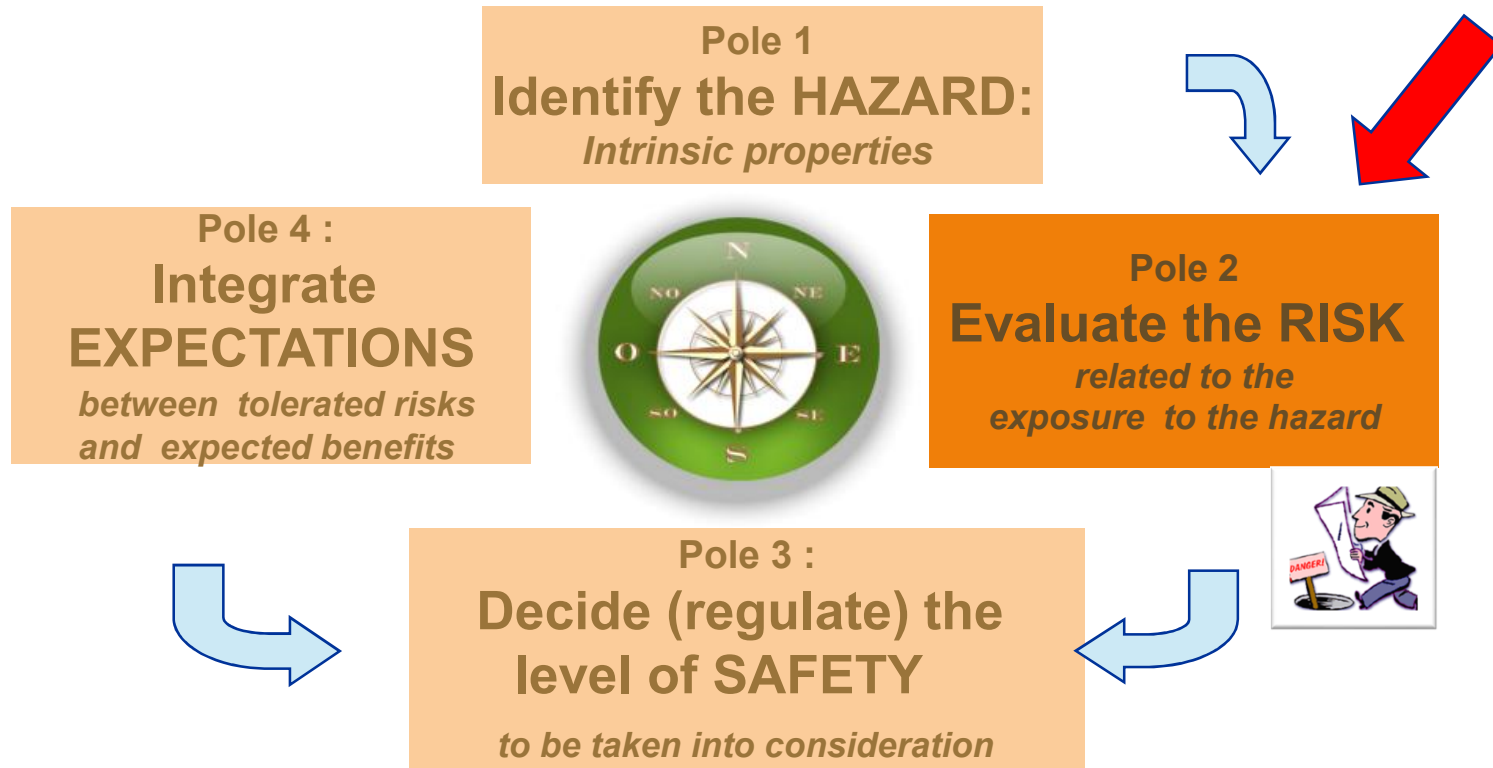 Pole 1
Identify the HAZARD:
Intrinsic properties
Pole 4 :
Integrate
EXPECTATIONS
between tolerated risks
and expected benefits
N
NO
NE
O
E
SO
SE
S
Pole 2
Evaluate the RISK
related to the
exposure to the hazard
DANGER!
Pole 3 :
Decide (regulate) the
level of SAFETY
to be taken into consideration